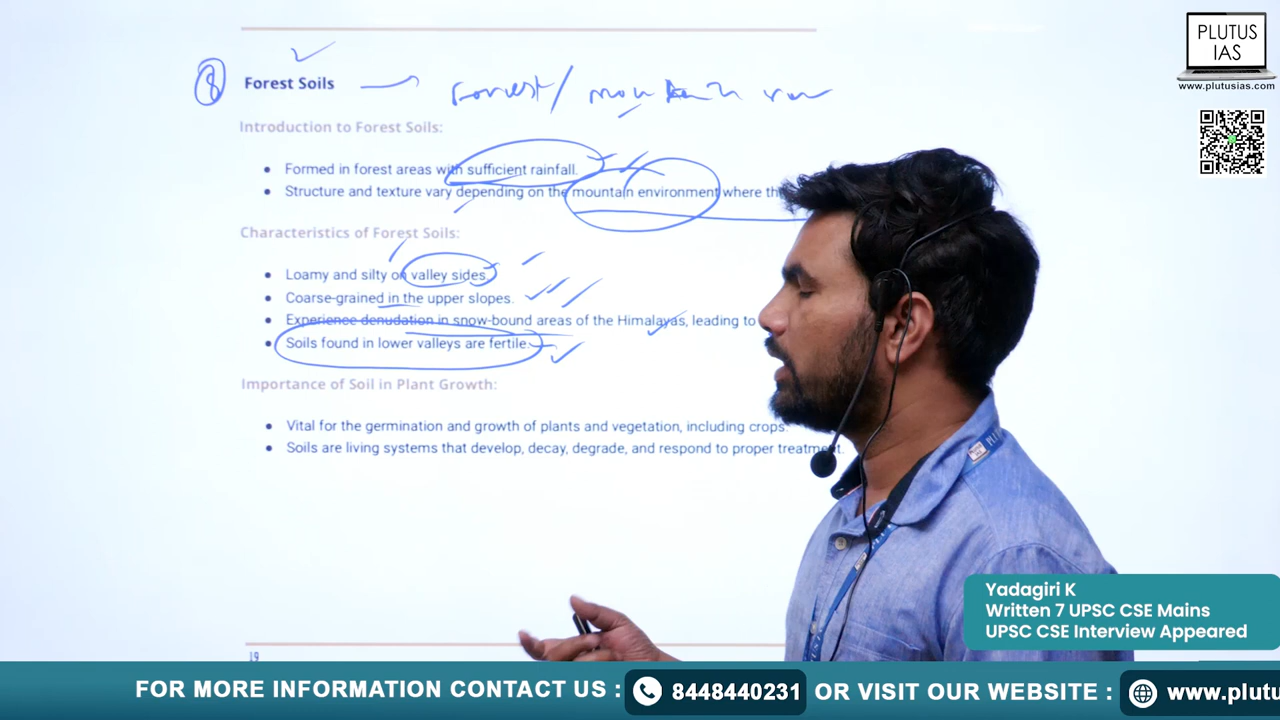 PLUTUS
IAS
www.plutusias.com
8 Forest Soils Forest / mountain
Introduction to Forest Soils:
• Formed in forest areas with sufficient rainfall.
• Structure and texture vary depending on the mountain environment where
Characteristics of Forest Soils:
• Loamy and silty on valley sides.
• Coarse-grained in the upper slopes.
• Experience denudation in snow-bound areas of the Himalayas, leading to
• Soils found in lower valleys are fertile.
Importance of Soil in Plant Growth:
• Vital for the germination and growth of plants and vegetation, including crops.
• Soils are living systems that develop, decay, degrade, and respond to proper treatment.
Yadagiri K
Written 7 UPSC CSE Mains
UPSC CSE Interview Appeared
19
FOR MORE INFORMATION CONTACT US : 8448440231 OR VISIT OUR WEBSITE : www.plutu